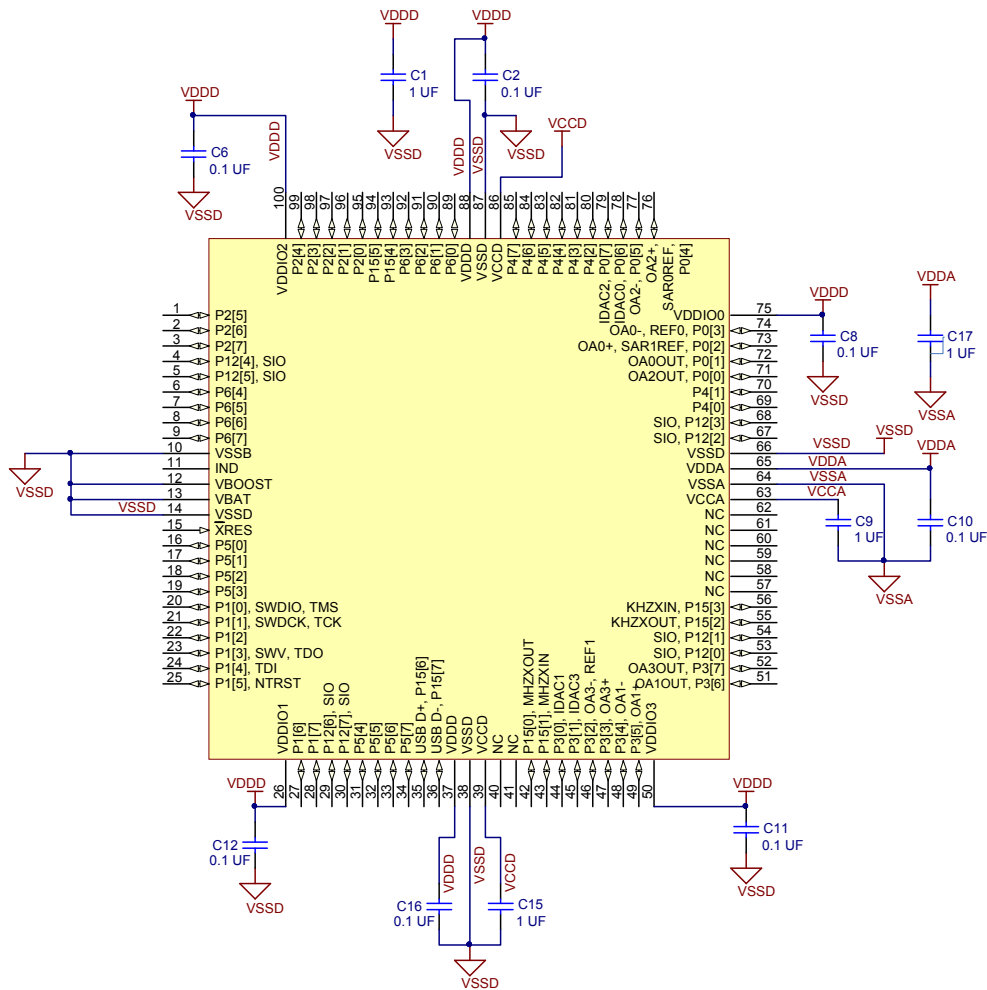 VDDD
VDDD
C1
1 UF
C2
0.1 UF
VDDD
VSSD
VSSD
VCCD
C6
0.1 UF
VDDD
VDDD
VSSD
VSSD
100
99
98
97
96
95
94
93
92
91
90
89
88
87
86
85
84
83
82
81
80
79
78
77
76
VDDIO2
P2[4]
P2[3]
P2[2]
P2[1]
P2[0]
P15[5]
P15[4]
P6[3]
P6[2]
P6[1]
P6[0]
VDDD
VSSD
VCCD
P4[7]
P4[6]
P4[5]
P4[4]
P4[3]
P4[2]
IDAC2, P0[7]
IDAC0, P0[6]
OA2-, P0[5]
OA2+,
SAR0REF,
P0[4]
1 P2[5]
2 P2[6]
3 P2[7]
4 P12[4], SIO
5 P12[5], SIO
6 P6[4]
7 P6[5]
8 P6[6]
9 P6[7]
10 VSSB
11 IND
12 VBOOST
13 VBAT
VSSD 14 VSSD
15 XRES
16 P5[0]
17 P5[1]
18 P5[2]
19 P5[3]
20 P1[0], SWDIO, TMS
21 P1[1], SWDCK, TCK
22 P1[2]
23 P1[3], SWV, TDO
24 P1[4], TDI
25 P1[5], NTRST
VSSD
VDDIO0 75
OA0-, REF0, P0[3] 74
OA0+, SAR1REF, P0[2] 73
OA0OUT, P0[1] 72
OA2OUT, P0[0] 71
P4[1] 70
P4[0] 69
SIO, P12[3] 68
SIO, P12[2] 67
VSSD 66 VSSD
VDDA 65 VDDA
VSSA 64 VSSA
VCCA 63 VCCA
NC 62
NC 61
NC 60
NC 59
NC 58
NC 57
KHZXIN, P15[3] 56
KHZXOUT, P15[2] 55
SIO, P12[1] 54
SIO, P12[0] 53
OA3OUT, P3[7] 52
OA1OUT, P3[6] 51
VDDD
C8
0.1 UF
VSSD
VDDA
C17
1 UF
VSSA
VSSD
VDDA
C9
1 UF
C10
0.1 UF
VSSA
VDDIO1
P1[6]
P1[7]
P12[6], SIO
P12[7], SIO
P5[4]
P5[5]
P5[6]
P5[7]
USB D+, P15[6]
USB D-, P15[7]
VDDD
VSSD
VCCD
NC
NC
P15[0], MHZXOUT
P15[1], MHZXIN
P3[0], IDAC1
P3[1], IDAC3
P3[2], OA3-, REF1
P3[3], OA3+
P3[4], OA1-
P3[5], OA1+
VDDIO3
26
27
28
29
30
31
32
33
34
35
36
37
38
39
40
41
42
43
44
45
46
47
48
49
50
VDDD
C12
0.1 UF
VSSD
VDDD
VSSD
VCCD
C16
0.1 UF
C15
1 UF
VSSD
VDDD
C11
0.1 UF
VSSD